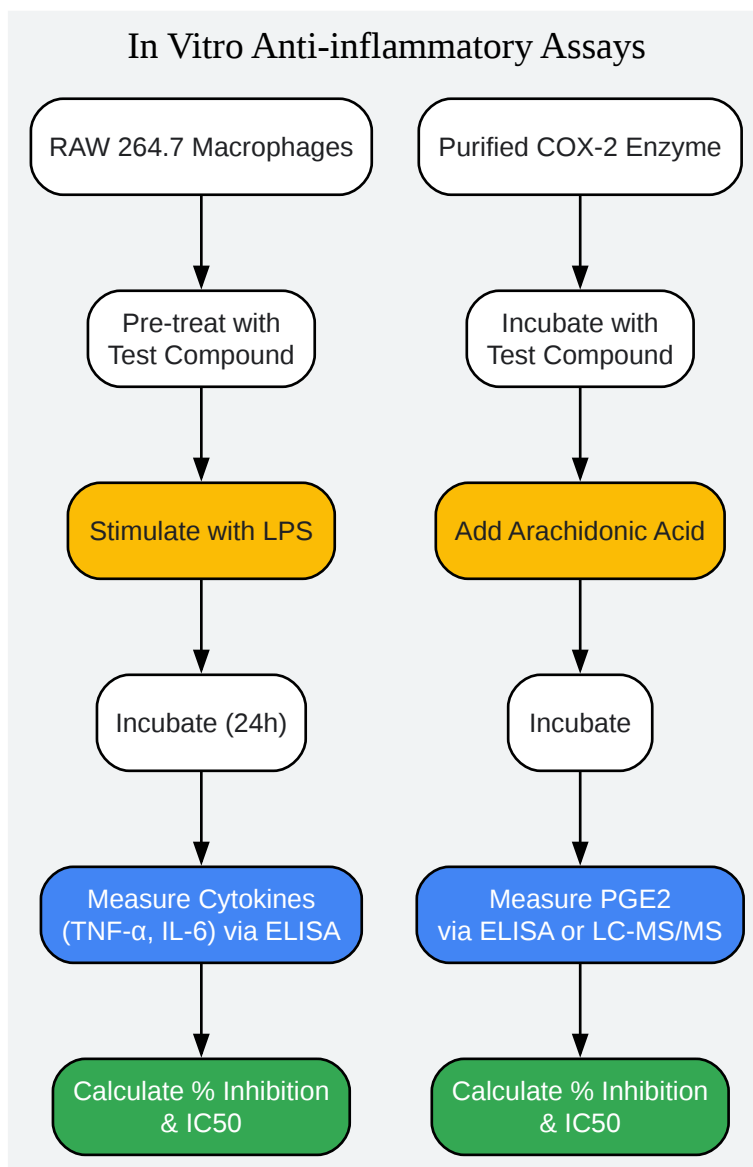 In Vitro Anti-inflammatory Assays
RAW 264.7 Macrophages
Pre-treat with
Test Compound
Stimulate with LPS
Incubate (24h)
Measure Cytokines
(TNF-α, IL-6) via ELISA
Calculate % Inhibition
& IC50
Purified COX-2 Enzyme
Incubate with
Test Compound
Add Arachidonic Acid
Incubate
Measure PGE2
via ELISA or LC-MS/MS
Calculate % Inhibition
& IC50